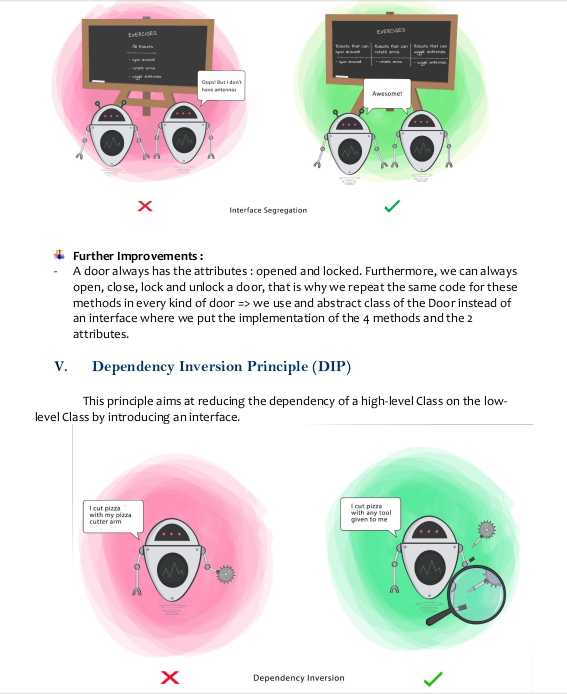 EXERCISES
All Robots
- spin around
- rotate arms
- wiggle antennas
Oops! But I don't
have antennas
EXERCISES
Robots that can
spin around
- spin around
Robots that can
rotate arms
- rotate arms
Robots that can
wiggle antennas
- wiggle antennas
Awesome!
Interface Segregation
Further Improvements :
- A door always has the attributes : opened and locked. Furthermore, we can always
open, close, lock and unlock a door, that is why we repeat the same code for these
methods in every kind of door => we use and abstract class of the Door instead of
an interface where we put the implementation of the 4 methods and the 2
attributes.
V. Dependency Inversion Principle (DIP)
This principle aims at reducing the dependency of a high-level Class on the low-
level Class by introducing an interface.
I cut pizza
with my pizza
cutter arm
I cut pizza
with any tool
given to me
Dependency Inversion